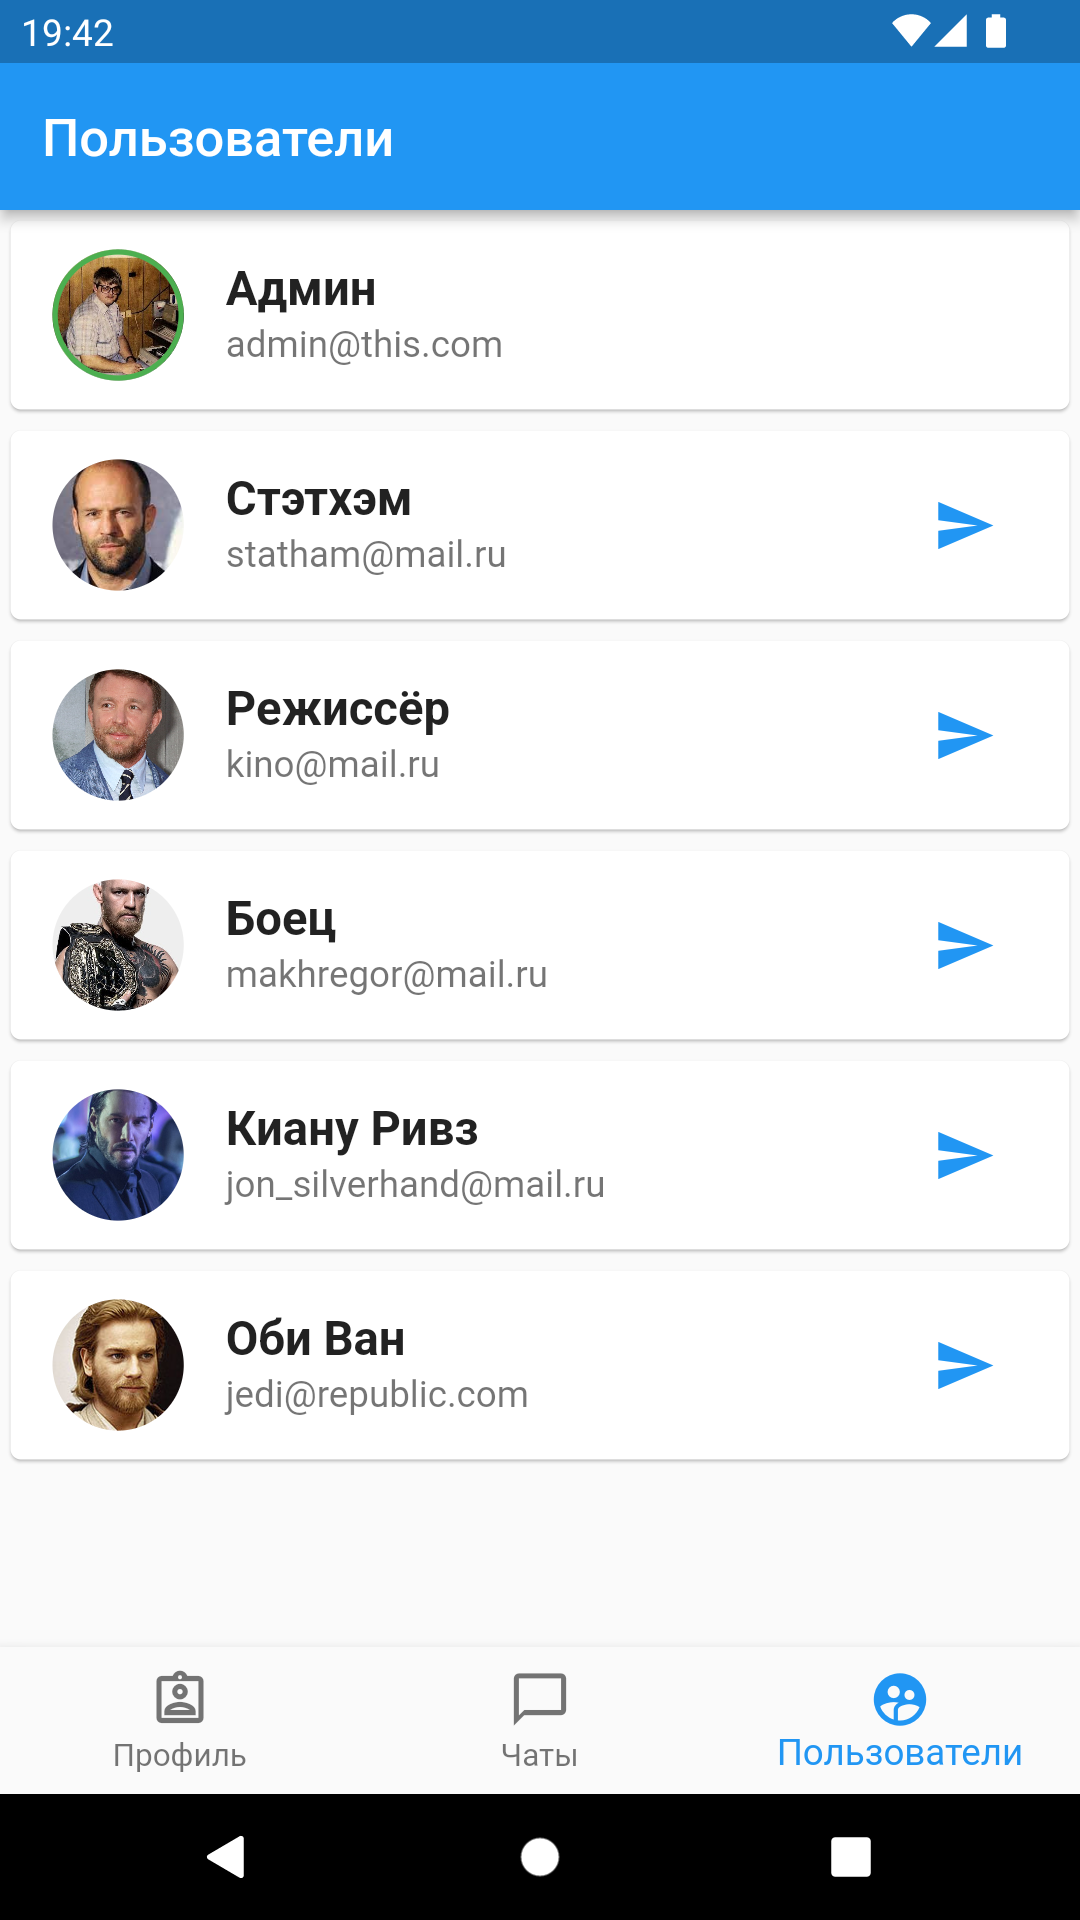 19:42
Пользователи
Админ
admin@this.com
Стэтхэм
statham@mail.ru
Режиссёр
kino@mail.ru
Боец
makhregor@mail.ru
Киану Ривз
jon_silverhand@mail.ru
Оби Ван
jedi@republic.com
Профиль
Чаты
Пользователи